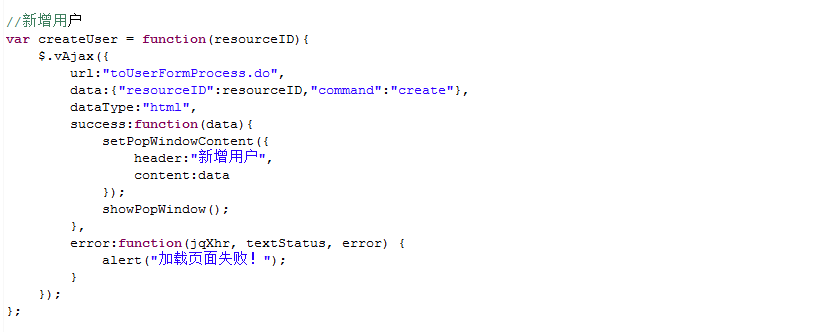 //新增用户
var createUser = function(resourceID){
    $.vAjax({
        url:"toUserFormProcess.do",
        data:{"resourceID":resourceID,"command":"create"},
        dataType:"html",
        success:function(data){
            setPopWindowContent({
                header:"新增用户",
                content:data
            });
            showPopWindow();
        },
        error:function(jqXhr, textStatus, error) {
            alert("加载页面失败！");
        }
    });
};